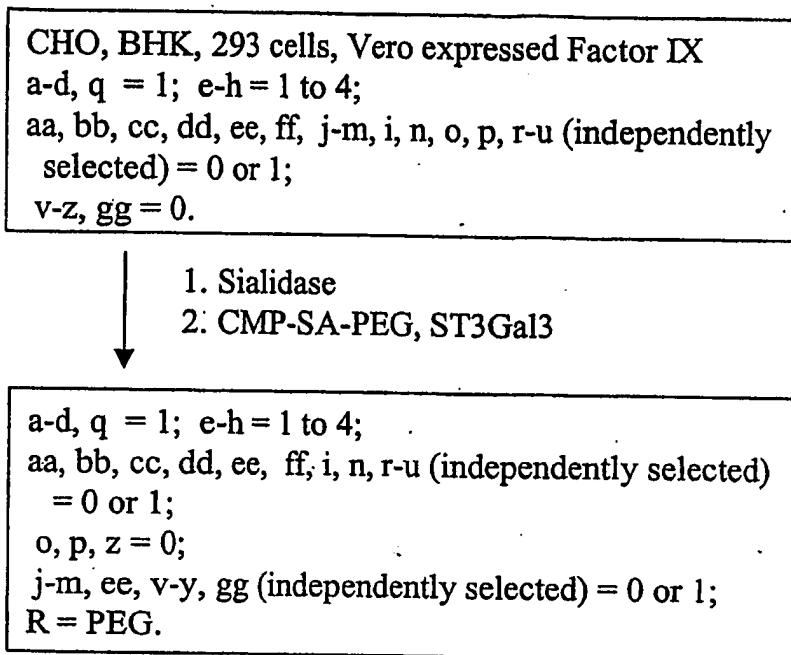 CHO, BHK, 293 cells, Vero expressed Factor IX
a-d, q = 1; e-h = 1 to 4;
aa, bb, cc, dd, ee, ff, j-m, i, n, o, p, r-u (independently
selected) = 0 or 1;
v-z, gg = 0.
1. Sialidase
2. CMP-SA-PEG, ST3Gal3
a-d, q = 1; e-h = 1 to 4;
aa, bb, cc, dd, ee, ff, i, n, r-u (independently selected)
= 0 or 1;
o, p, z = 0;
j-m, ee, v-y, gg (independently selected) = 0 or 1;
R = PEG.